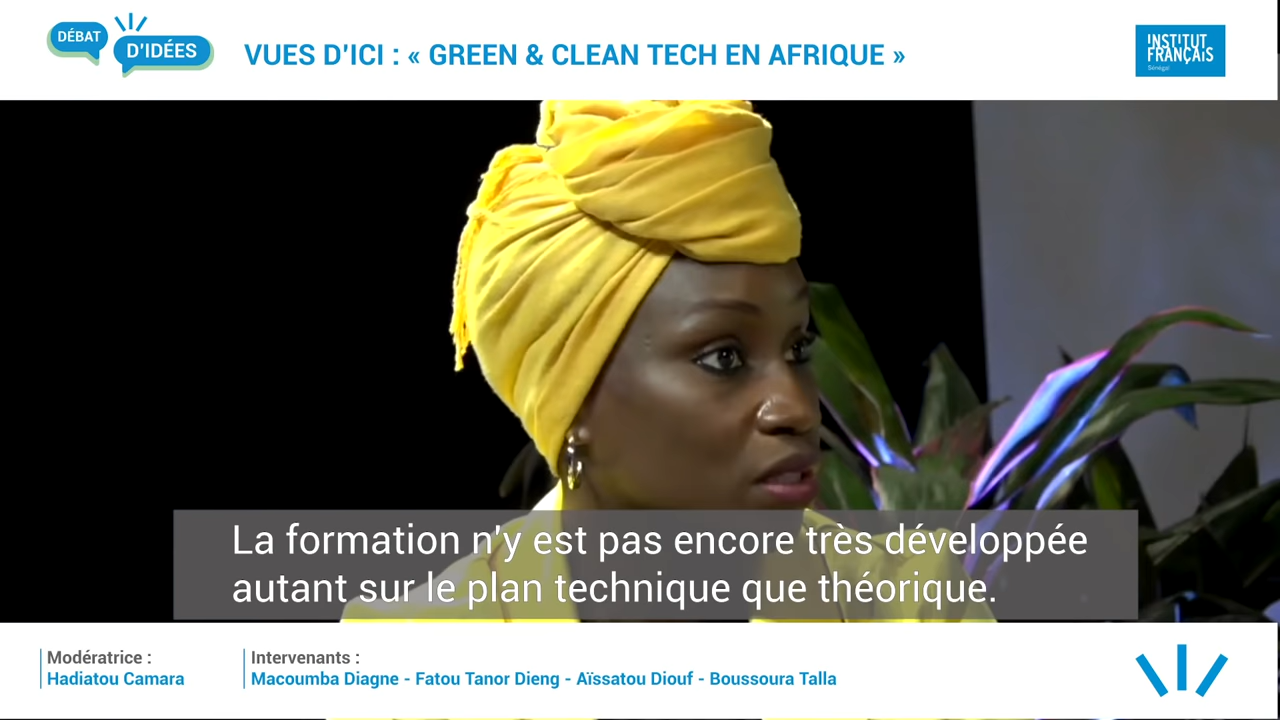 DÉBAT
D'IDÉES
VUES D'ICI : « GREEN & CLEAN TECH EN AFRIQUE »
INSTITUT
FRANÇAIS
Sénégal
La formation n'y est pas encore très développée
autant sur le plan technique que théorique.
Modératrice :
Hadiatou Camara
Intervenants :
Macoumba Diagne - Fatou Tanor Dieng - Aïssatou Diouf - Boussoura Talla